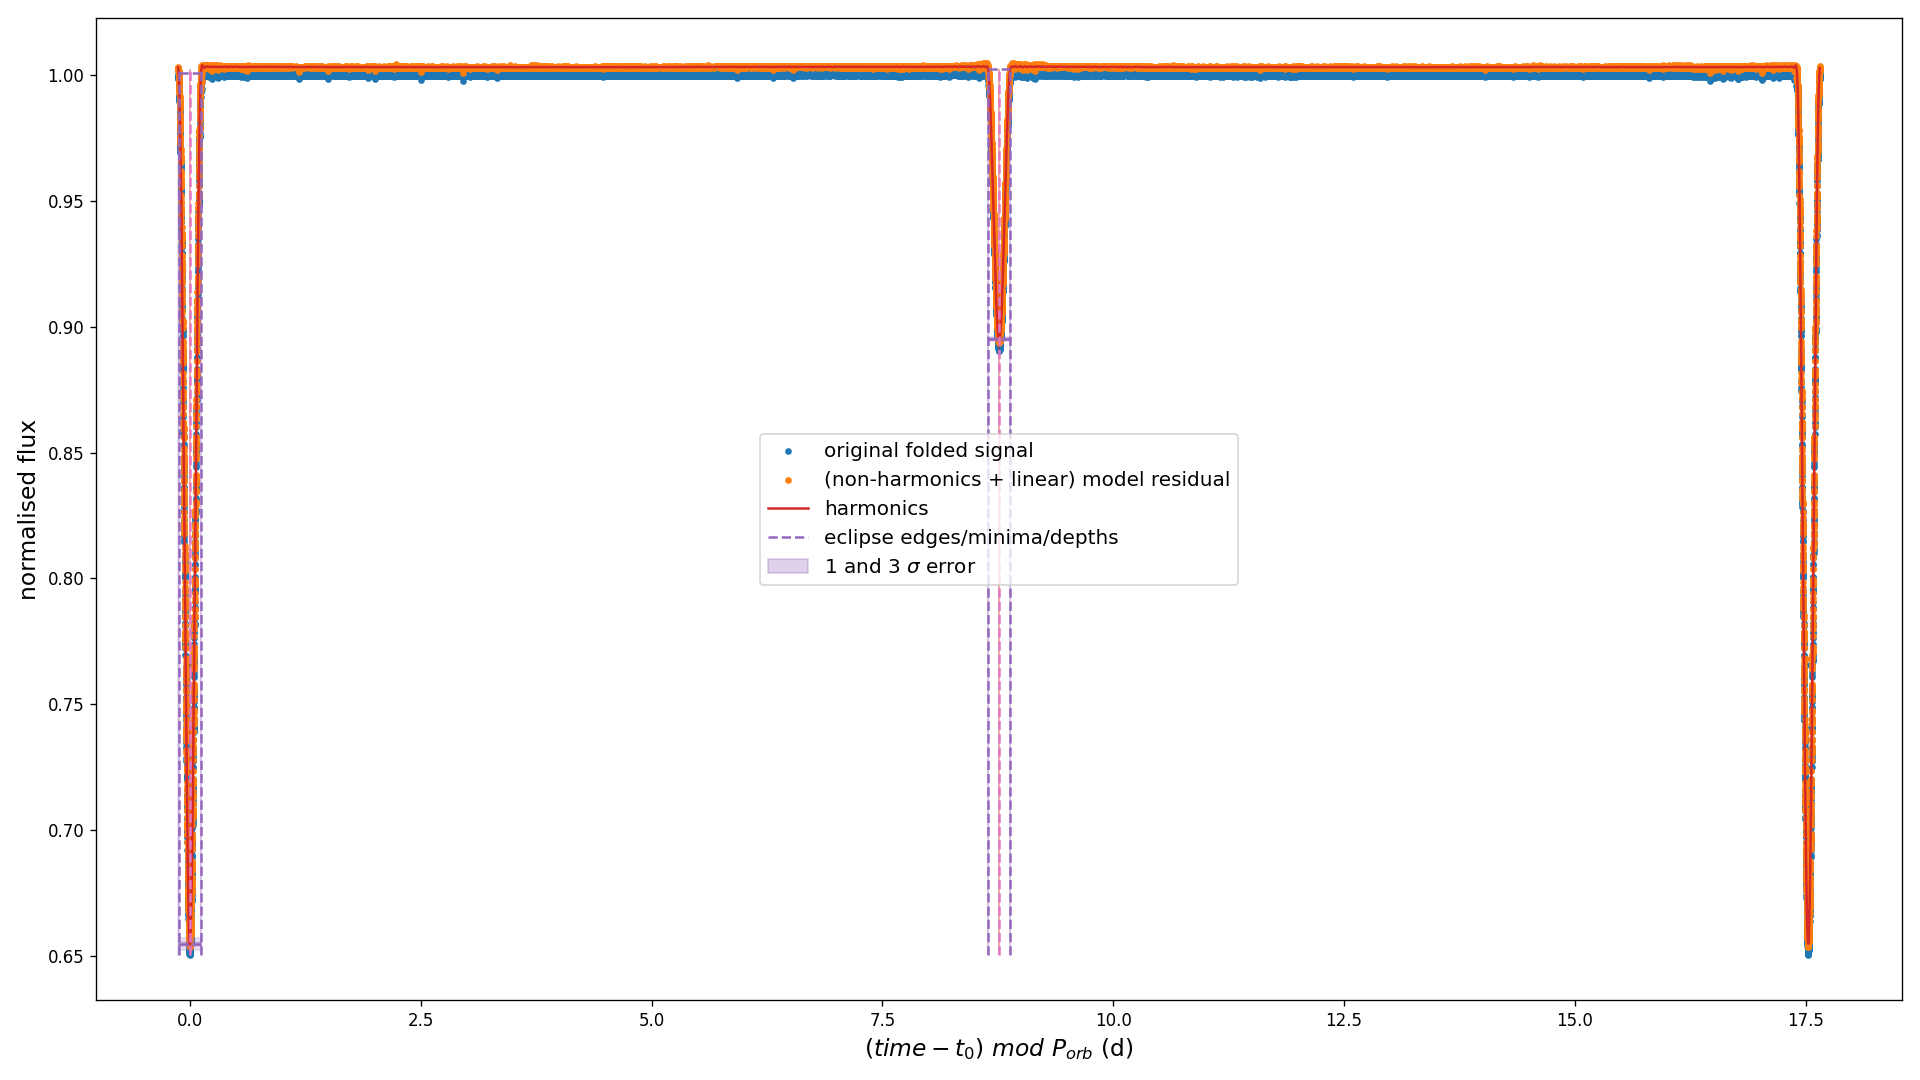 normalised flux
1.00
0.95
0.90
0.85
0.80
0.75
0.70
0.65
original folded signal
(non-harmonics + linear) model residual
harmonics
eclipse edges/minima/depths
1 and 3 σ error
0.0 2.5 5.0 7.5 10.0 12.5 15.0 17.5
(time − t₀) mod Pₒᵣb (d)